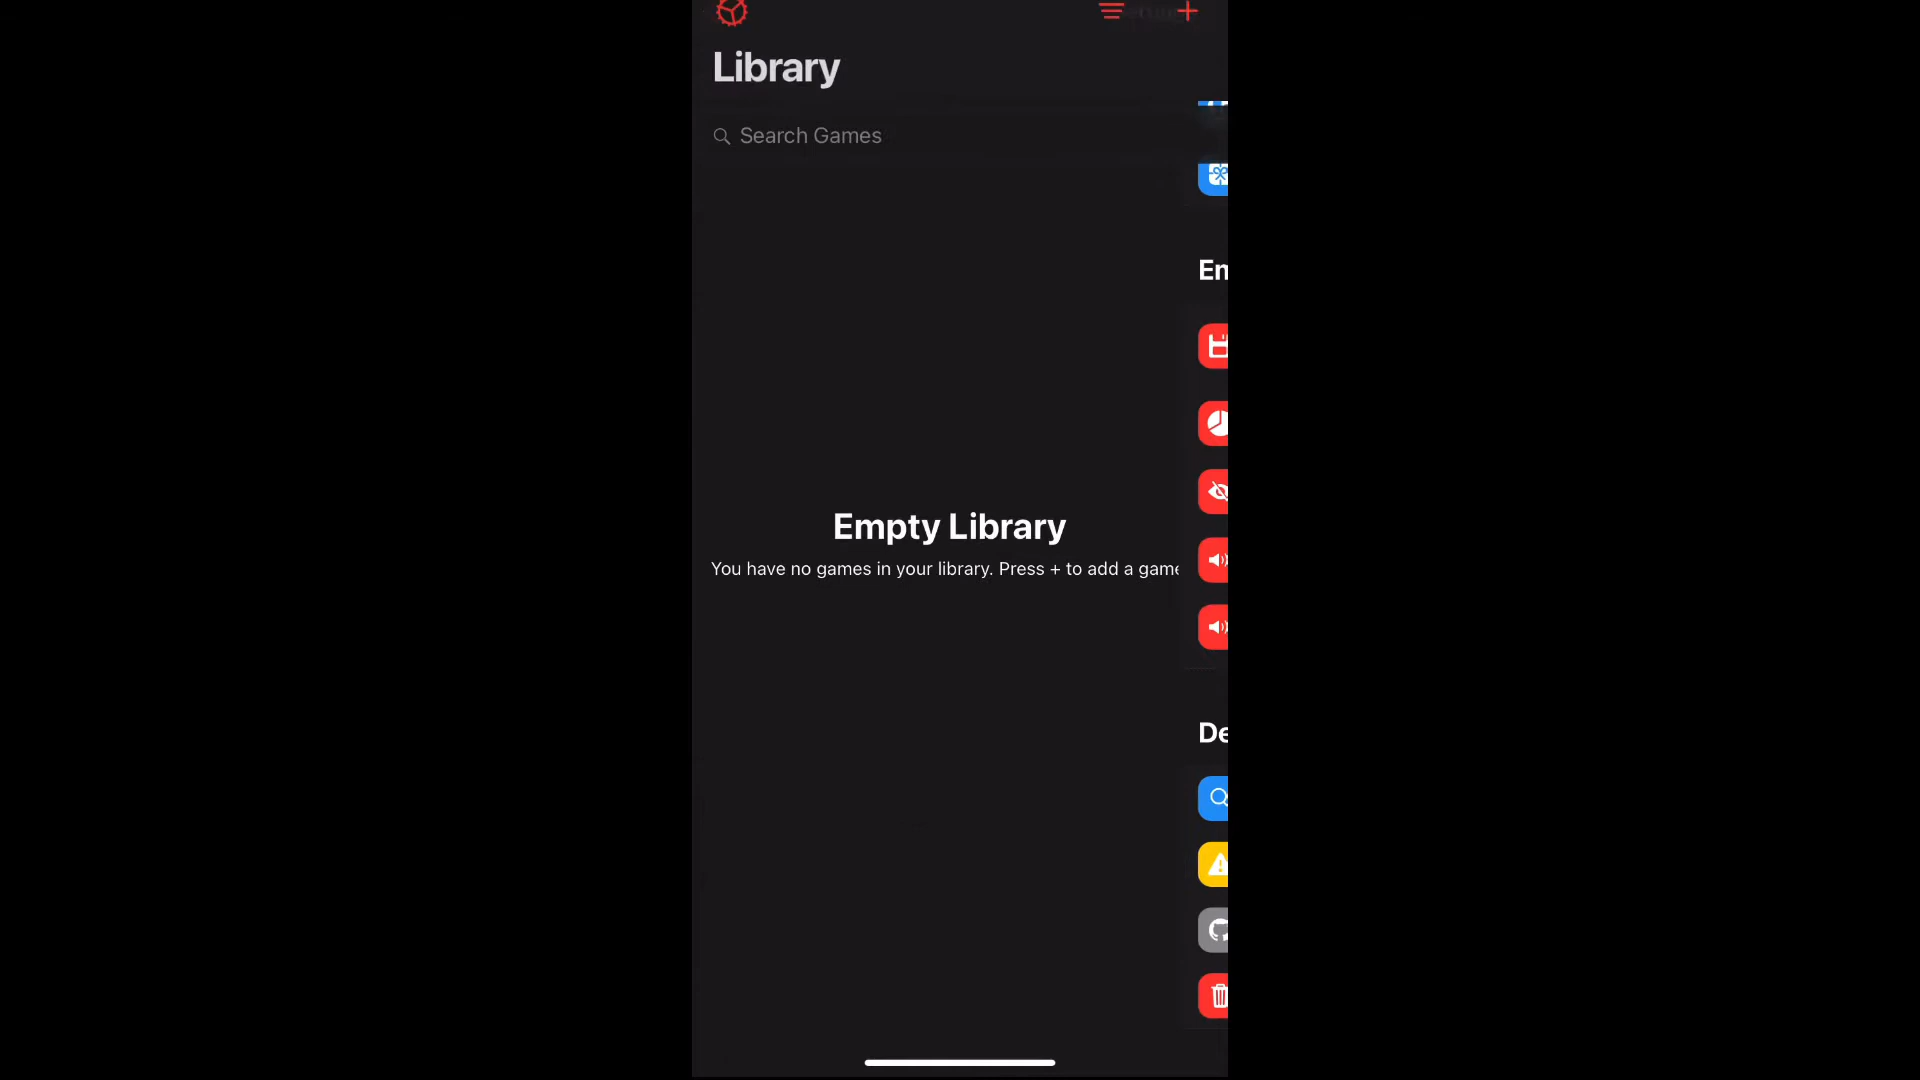 Library
Search Games
Empty Library
You have no games in your library. Press + to add a game
En
De